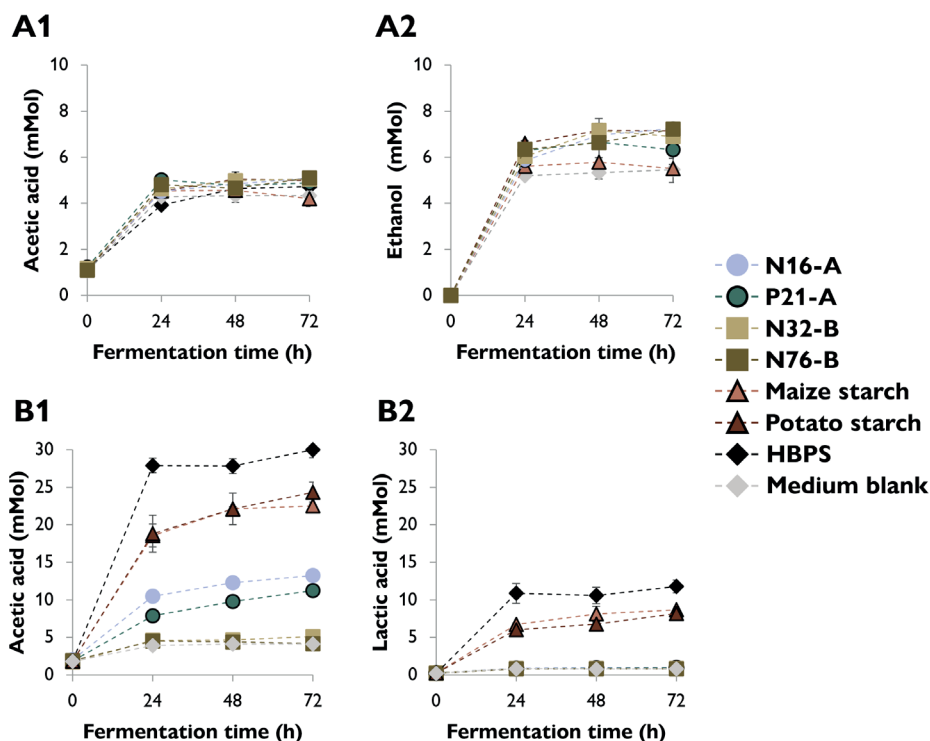 A1
A2
Acetic acid (mMol)
10
8
6
4
2
0
0 24 48 72
Fermentation time (h)
Ethanol (mMol)
10
8
6
4
2
0
0 24 48 72
Fermentation time (h)
N16-A
P21-A
N32-B
N76-B
Maize starch
Potato starch
HBPS
Medium blank
B1
B2
Acetic acid (mMol)
30
25
20
15
10
5
0
0 24 48 72
Fermentation time (h)
Lactic acid (mMol)
30
25
20
15
10
5
0
0 24 48 72
Fermentation time (h)